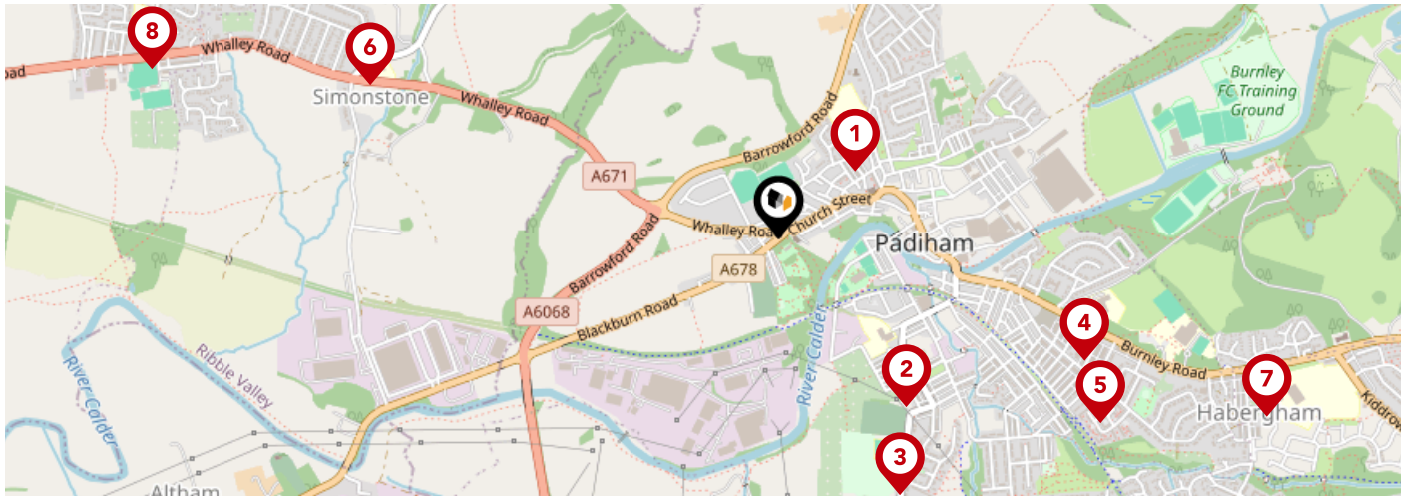 8
6
Whalley Road
oad
Simonstone
Whalley Road
Burnley
FC Training
Ground
Barrowford Road
1
A671
Church Street
Whalley Road
Padiham
A678
Barrowford Road
A6068
Blackburn Road
River Calder
4
Burnley Road
Ribble Valley
River Calder
2
5
7
Habergham
Kiddrow
3
Altham